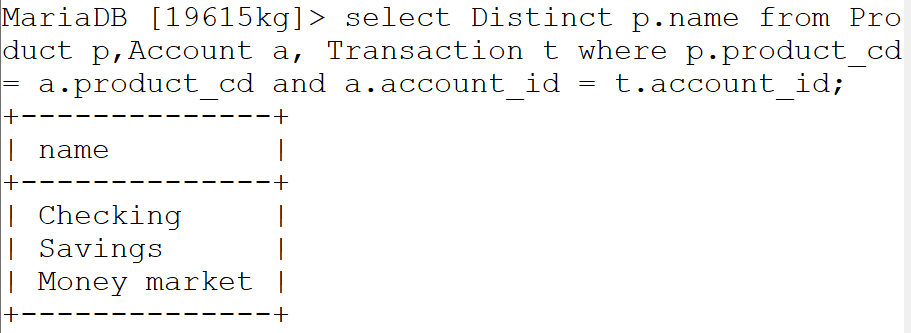 MariaDB [19615kg]> select Distinct p.name from Pro
duct p,Account a, Transaction t where p.product_cd
= a.product_cd and a.account_id = t.account_id;
+--------------+
| name         |
+--------------+
| Checking     |
| Savings      |
| Money market |
+--------------+